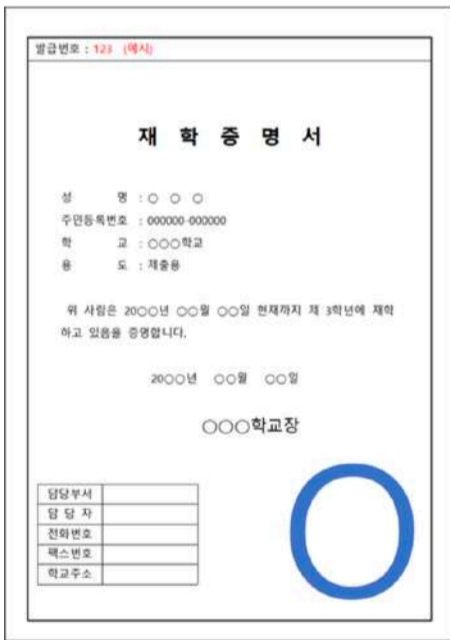 발급번호 : 123 (예시)
재 학 증 명 서
성 명 : ○ ○ ○
주민등록번호 : 000000-000000
학 교 : ○○○학교
용 도 : 제출용
위 사람은 20○○년 ○○월 ○○일 현재까지 제 3학년에 재학
하고 있음을 증명합니다.
20○○년 ○○월 ○○일
○○○학교장
담당부서
담 당 자
전화번호
팩스번호
학교주소